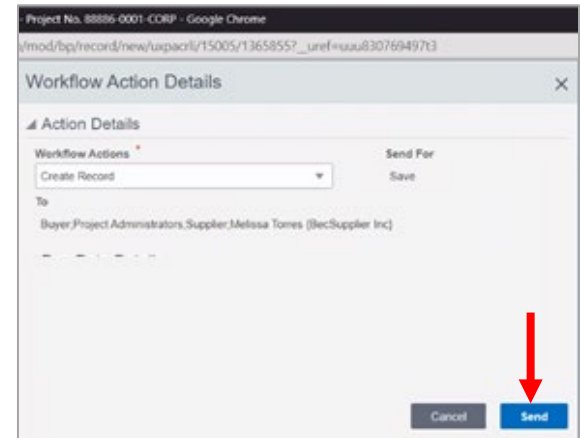 - Project No. 88886-0001-CORP - Google Chrome
/mod/bp/record/new/uxpacrli/15005/1365855?_uref=uuu830769497t3
Workflow Action Details
Action Details
Workflow Actions * Send For
Create Record Save
To
Buyer,Project Administrators,Supplier,Melissa Torres (BecSupplier Inc)
Cancel Send